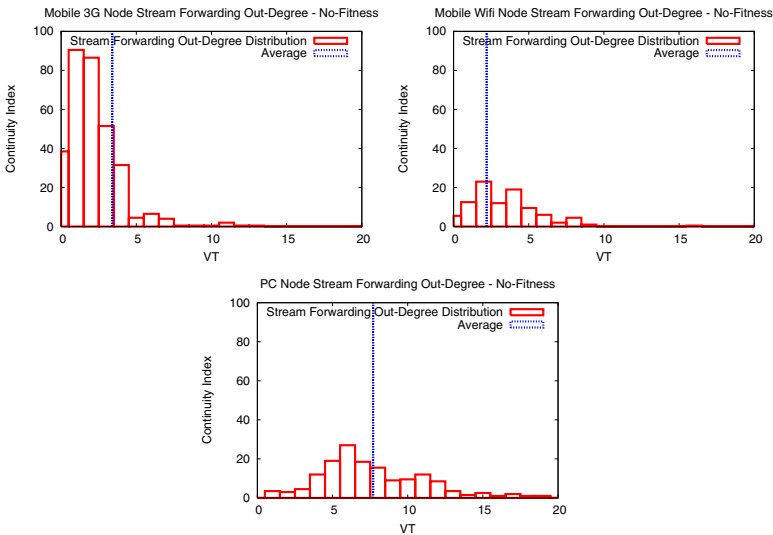 Mobile 3G Node Stream Forwarding Out-Degree - No-Fitness
Stream Forwarding Out-Degree Distribution
Average
100
80
60
40
20
0
Continuity Index
0 5 10 15 20
VT
Mobile Wifi Node Stream Forwarding Out-Degree - No-Fitness
Stream Forwarding Out-Degree Distribution
Average
100
80
60
40
20
0
Continuity Index
0 5 10 15 20
VT
PC Node Stream Forwarding Out-Degree - No-Fitness
Stream Forwarding Out-Degree Distribution
Average
100
80
60
40
20
0
Continuity Index
0 5 10 15 20
VT